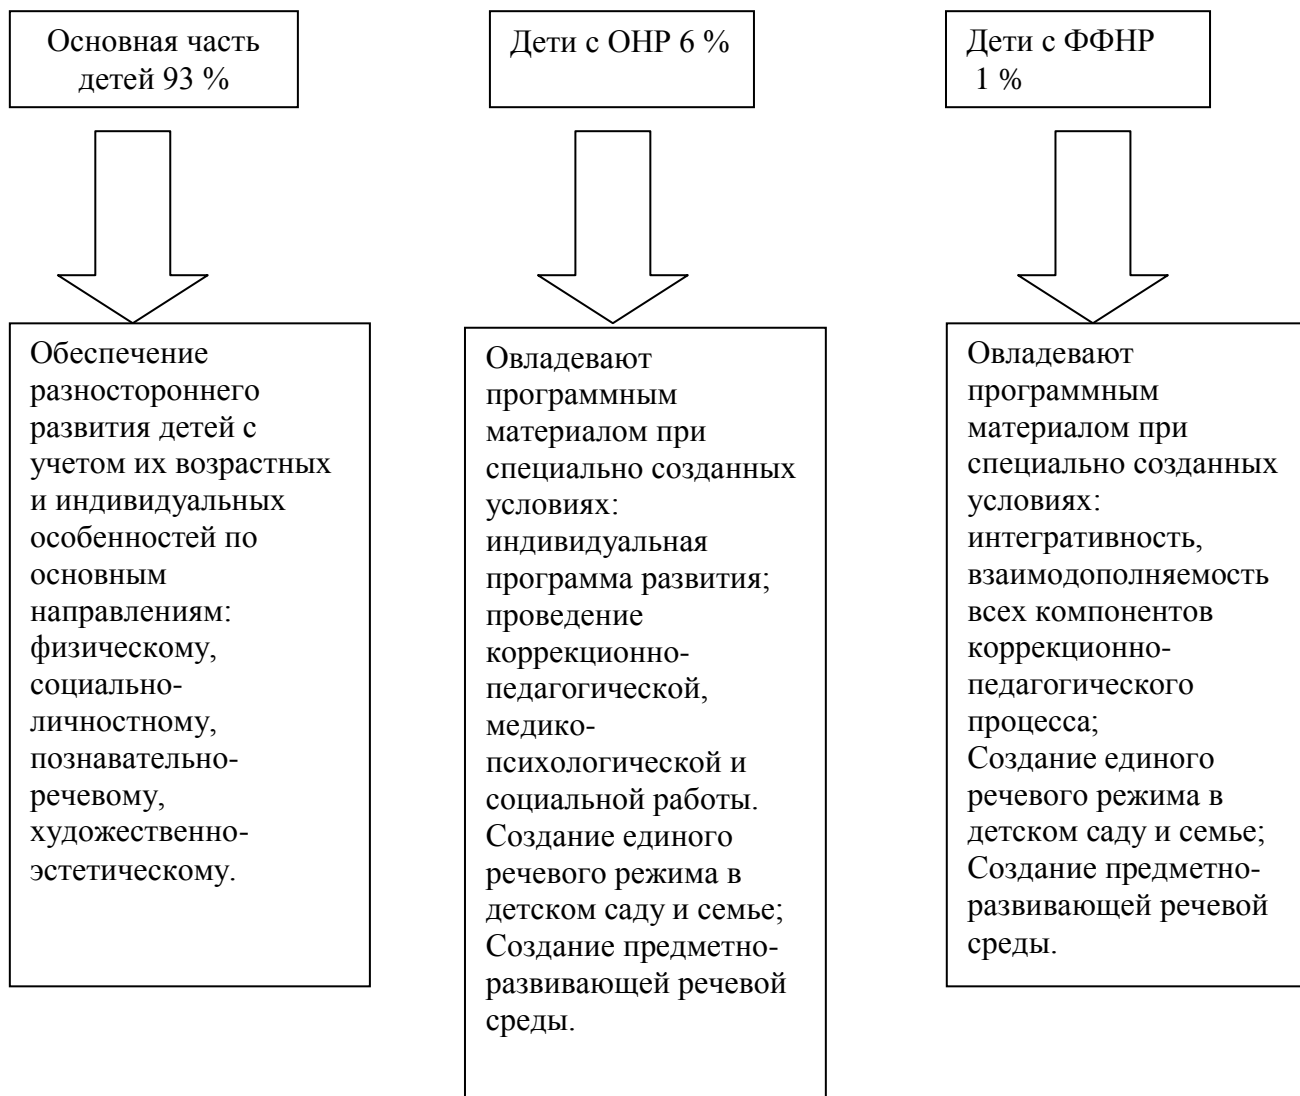 Основная часть
детей 93 %
Дети с ОНР 6 %
Дети с ФФНР
1 %
Обеспечение
разностороннего
развития детей с
учетом их возрастных
и индивидуальных
особенностей по
основным
направлениям:
физическому,
социально-
личностному,
познавательно-
речевому,
художественно-
эстетическому.
Овладевают
программным
материалом при
специально созданных
условиях:
индивидуальная
программа развития;
проведение
коррекционно-
педагогической,
медико-
психологической и
социальной работы.
Создание единого
речевого режима в
детском саду и семье;
Создание предметно-
развивающей речевой
среды.
Овладевают
программным
материалом при
специально созданных
условиях:
интегративность,
взаимодополняемость
всех компонентов
коррекционно-
педагогического
процесса;
Создание единого
речевого режима в
детском саду и семье;
Создание предметно-
развивающей речевой
среды.